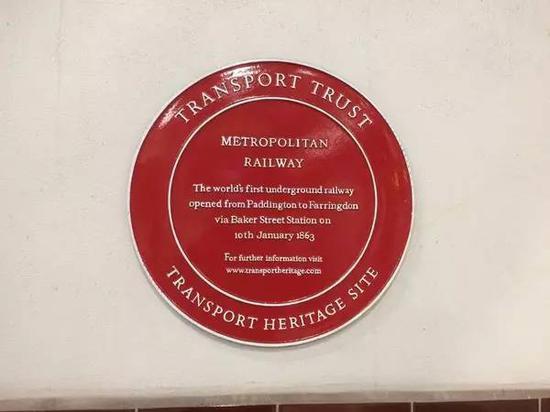 TRANSPORT TRUST
METROPOLITAN
RAILWAY
The world's first underground railway
opened from Paddington to Farringdon
via Baker Street Station on
10th January 1863
For further information visit
www.transportheritage.com
TRANSPORT HERITAGE SITE